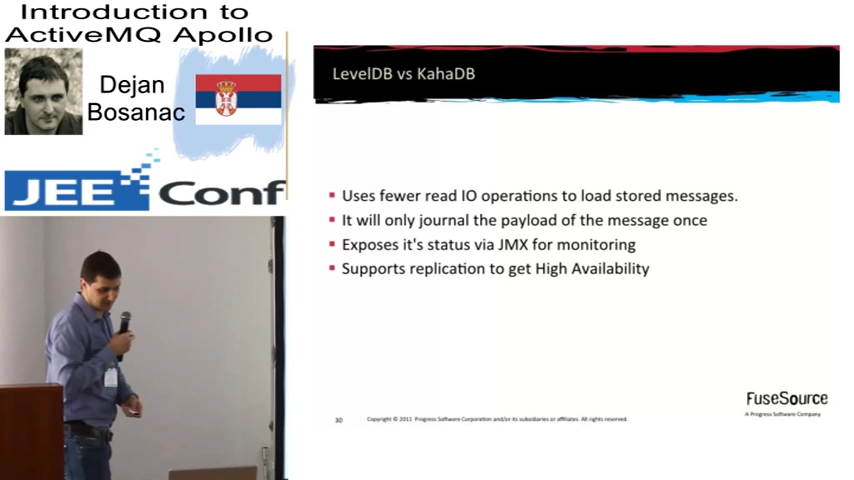 Introduction to
ActiveMQ Apollo
Dejan
Bosanac
JEE Conf
LevelDB vs KahaDB
Uses fewer read IO operations to load stored messages.
It will only journal the payload of the message once
Exposes it's status via JMX for monitoring
Supports replication to get High Availability
30
Copyright © 2011 Progress Software Corporation and/or its subsidiaries or affiliates. All rights reserved.
FuseSource
A Progress Software Company